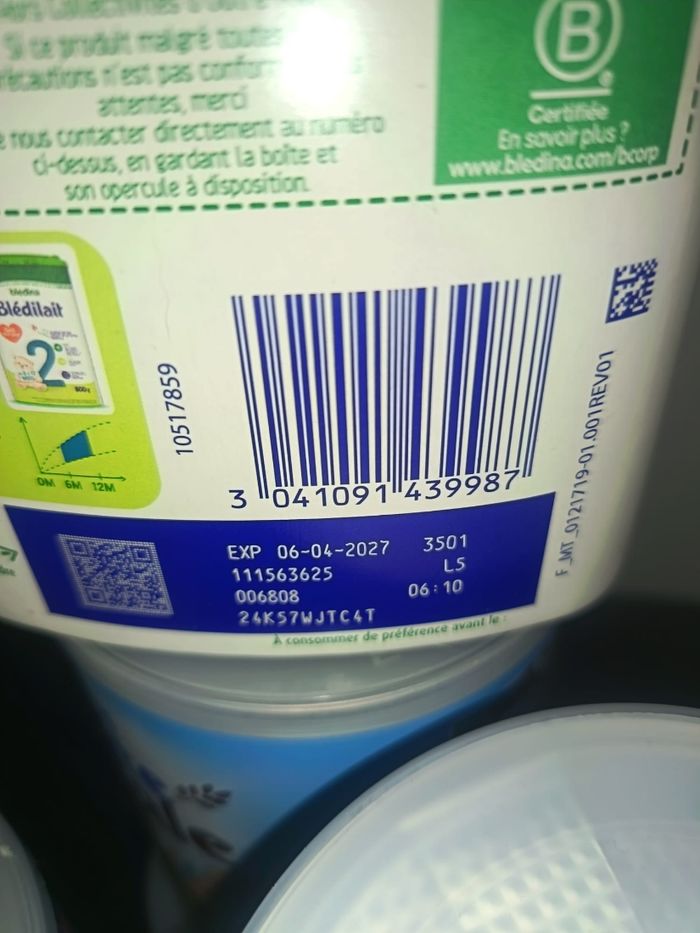 Si ce produit malgré toutes
n'est pas
attentes, merci
nous contacter directement au numéro
ci-dessus, en gardant la boîte et
son opercule à disposition.
B
Certifiée
En savoir plus ?
www.bledina.com/bcorp
bledina
Blédilait
2
800g
0M 6M 12M
10517859
3 041091 439987
F_MT_0121719-01.001REV01
EXP 06-04-2027 3501
111563625 L5
006808 06:10
24K57WJTC4T
À consommer de préférence avant le :